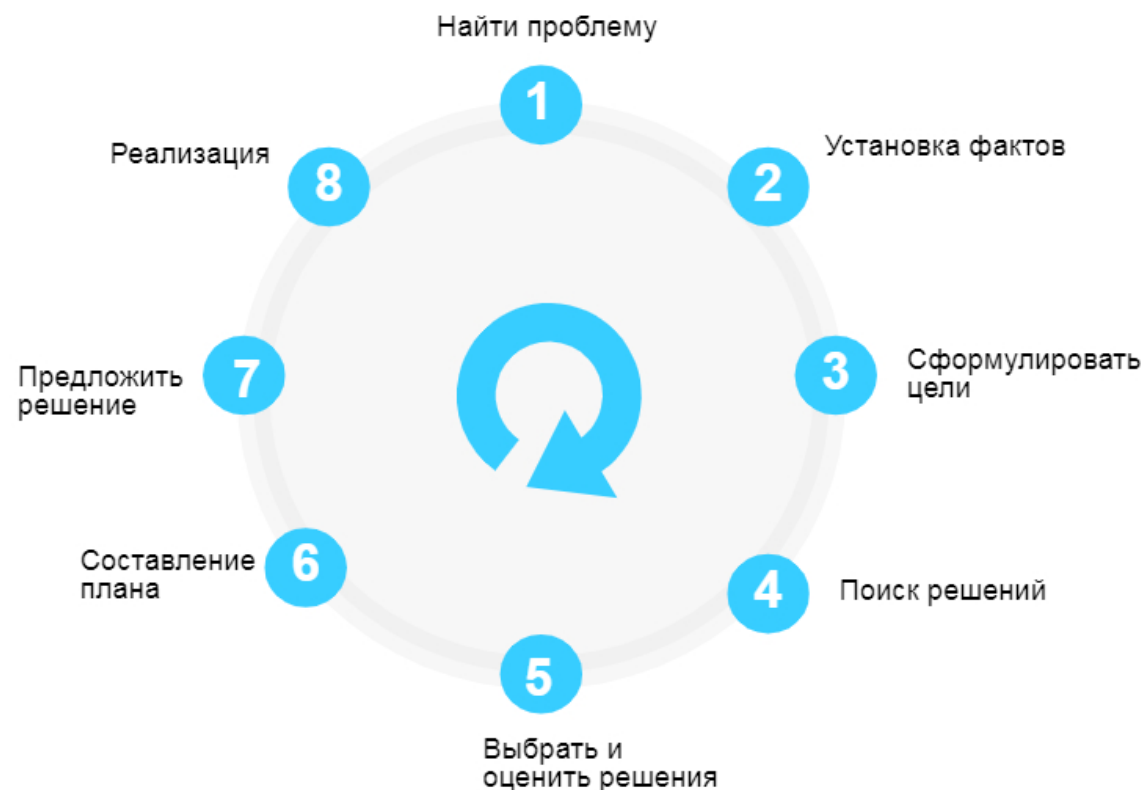 Найти проблему
1
Установка фактов
2
Сформулировать
цели
3
Поиск решений
4
Выбрать и
оценить решения
5
Составление
плана
6
Предложить
решение
7
Реализация
8